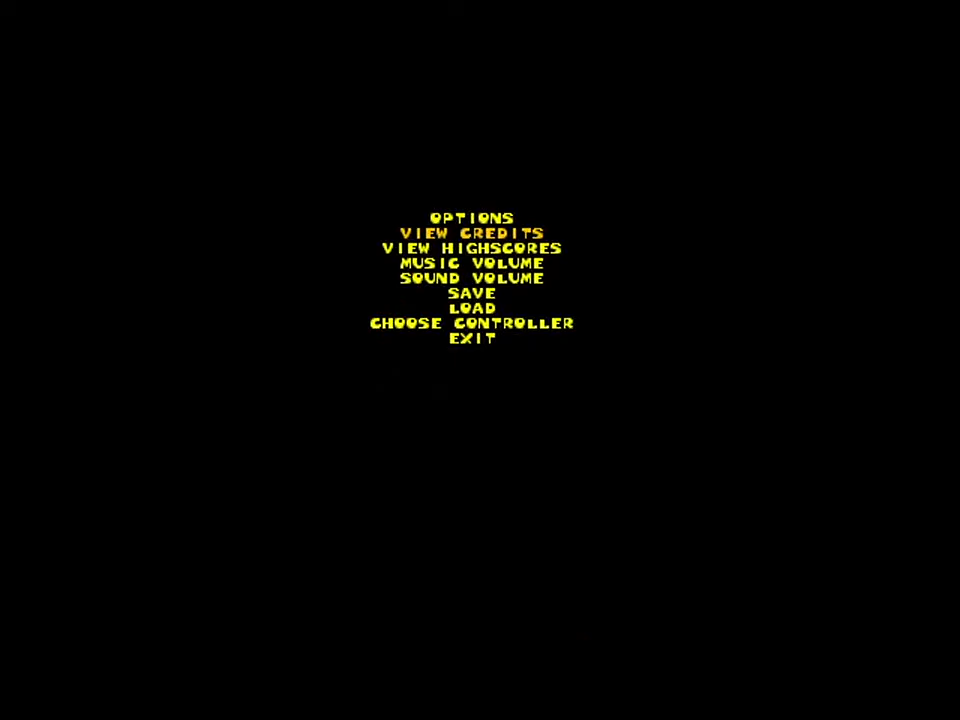 OPTIONS
VIEW CREDITS
VIEW HIGHSCORES
MUSIC VOLUME
SOUND VOLUME
SAVE
LOAD
CHOOSE CONTROLLER
EXIT